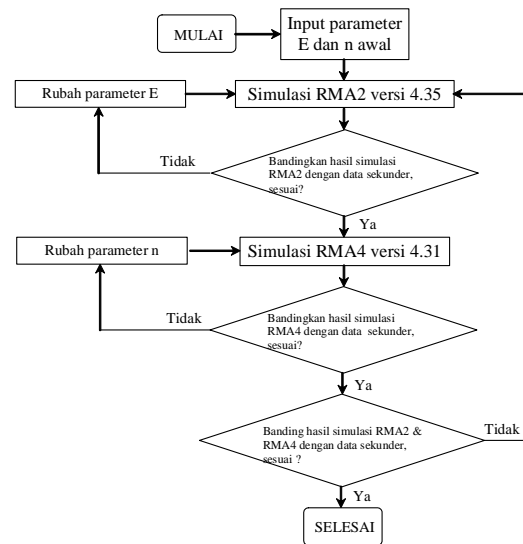 MULAI
Input parameter
E dan n awal
Rubah parameter E
Simulasi RMA2 versi 4.35
Tidak
Bandingkan hasil simulasi
RMA2 dengan data sekunder,
sesuai?
Ya
Rubah parameter n
Simulasi RMA4 versi 4.31
Tidak
Bandingkan hasil simulasi
RMA4 dengan data sekunder,
sesuai?
Ya
Banding hasil simulasi RMA2 &
RMA4 dengan data sekunder,
sesuai ?
Tidak
Ya
SELESAI